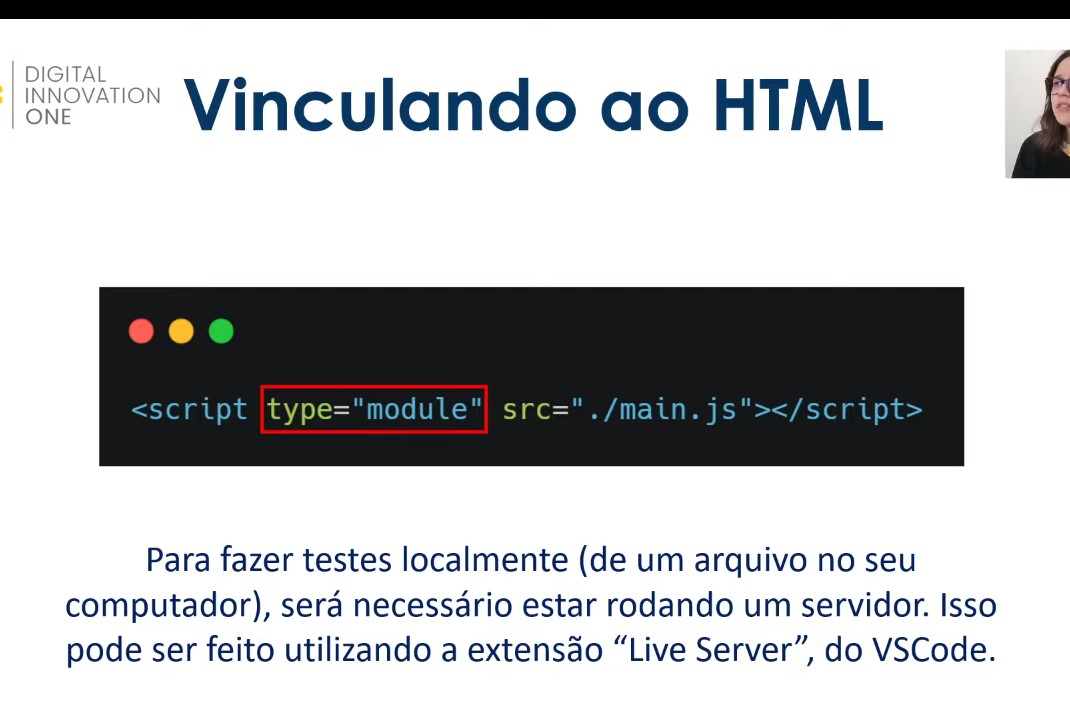 DIGITAL
INNOVATION
ONE
Vinculando ao HTML
<script type="module" src="./main.js"></script>
Para fazer testes localmente (de um arquivo no seu
computador), será necessário estar rodando um servidor. Isso
pode ser feito utilizando a extensão “Live Server”, do VSCode.